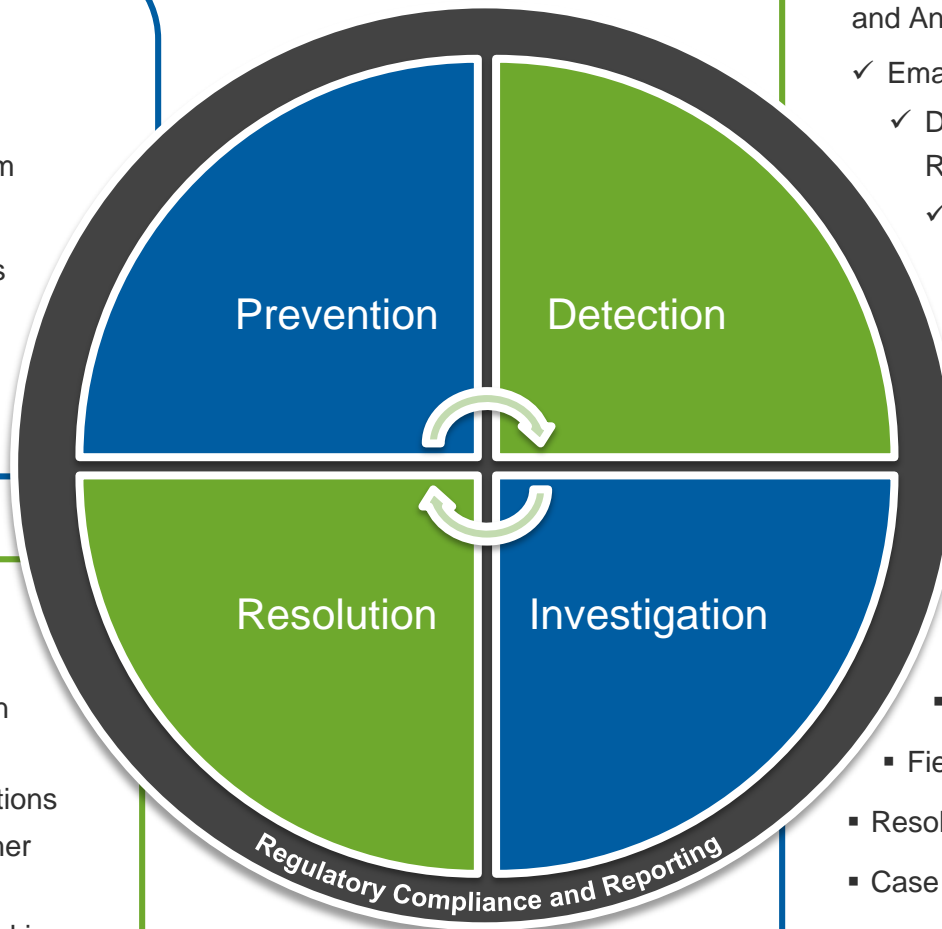 and An
✓ Ema
✓ D
R
✓
m
s
Prevention
Detection
Resolution
Investigation
n
tions
ner
▪
▪ Fie
▪ Resol
▪ Case
Regulatory Compliance and Reporting